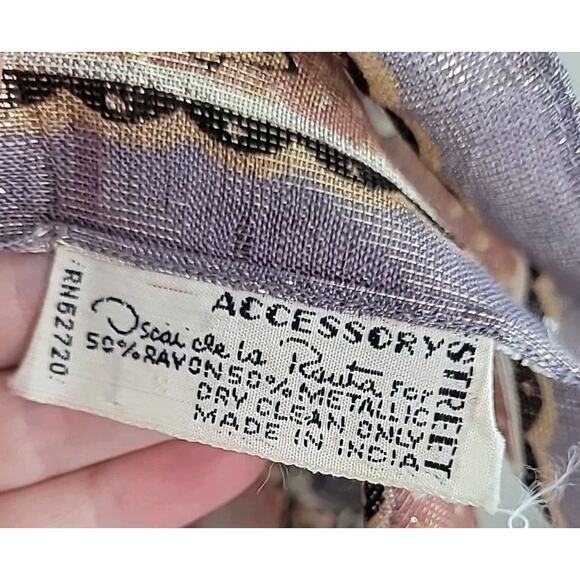 RN62720
ACCESSORY STREET
Oscar de la Renta for
50% RAYON 50% METALLIC
DRY CLEAN ONLY
MADE IN INDIA